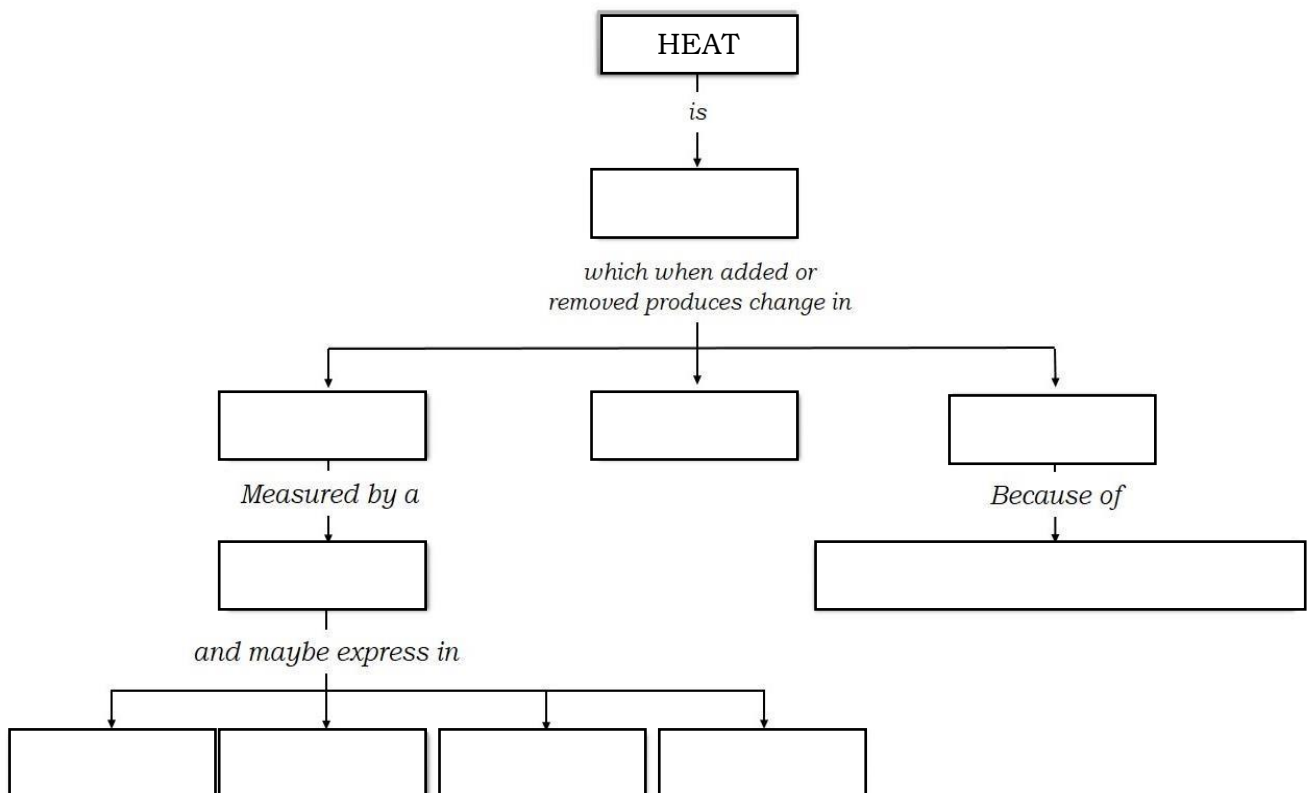 HEAT
is
which when added or
removed produces change in
Measured by a
Because of
and maybe express in